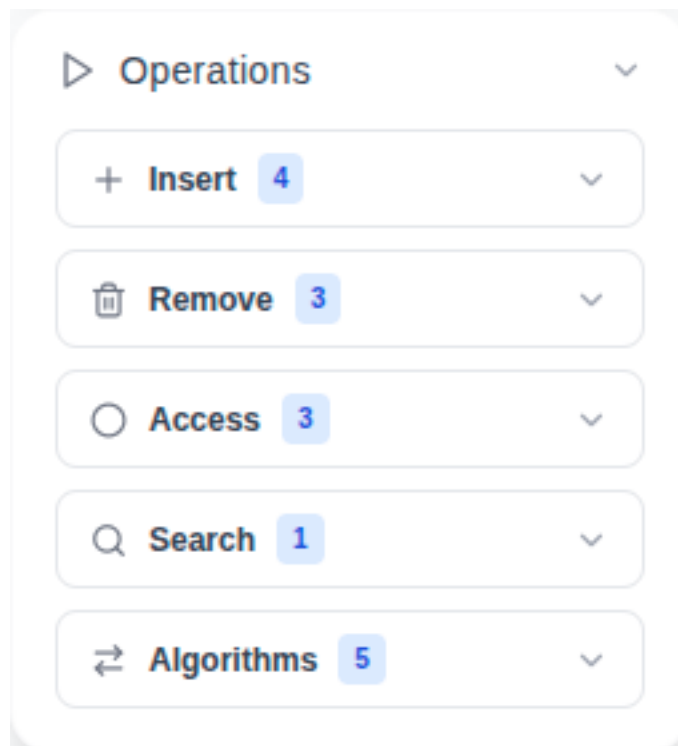 Operations
Insert 4
Remove 3
Access 3
Search 1
Algorithms 5